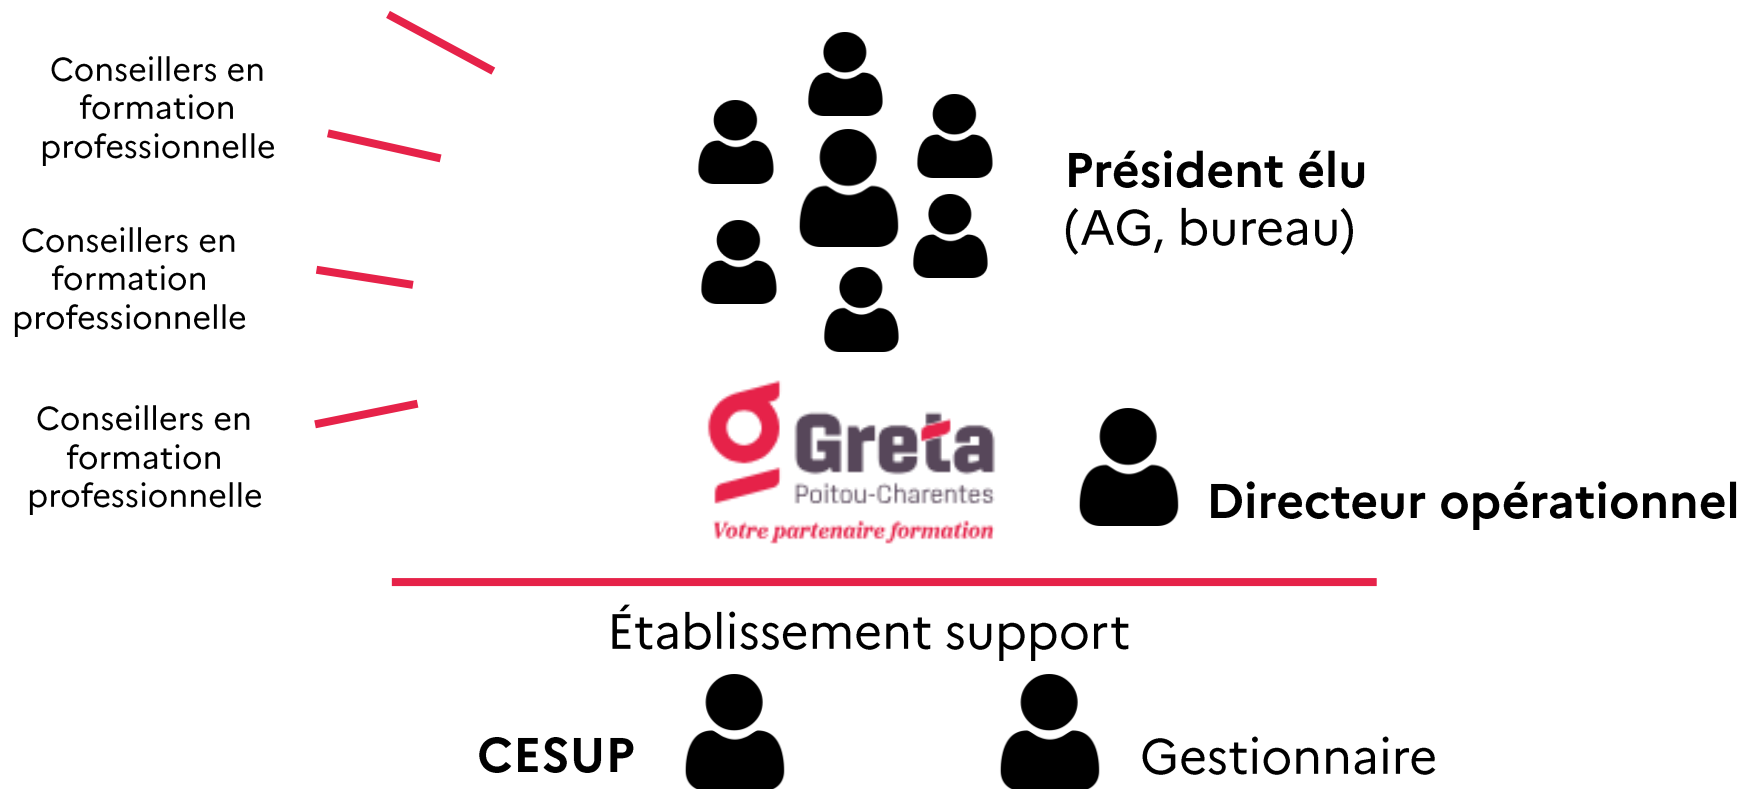 Conseillers en
formation
professionnelle
Conseillers en
formation
professionnelle
Conseillers en
formation
professionnelle
Président élu
(AG, bureau)
Greta
Poitou-Charentes
Votre partenaire formation
Directeur opérationnel
Établissement support
CESUP
Gestionnaire